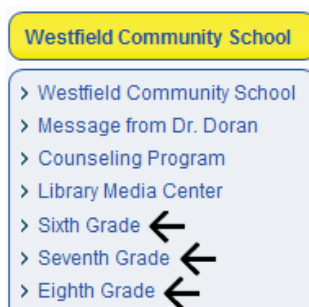 Westfield Community School
> Westfield Community School
> Message from Dr. Doran
> Counseling Program
> Library Media Center
> Sixth Grade
> Seventh Grade
> Eighth Grade